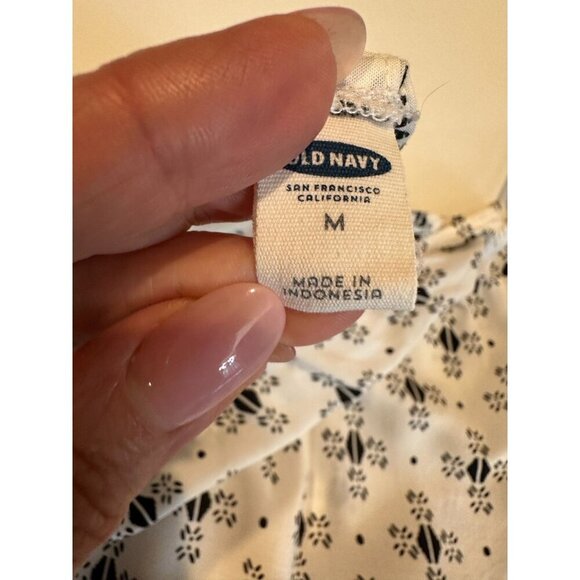 OLD NAVY
SAN FRANCISCO
CALIFORNIA
M
MADE IN
INDONESIA